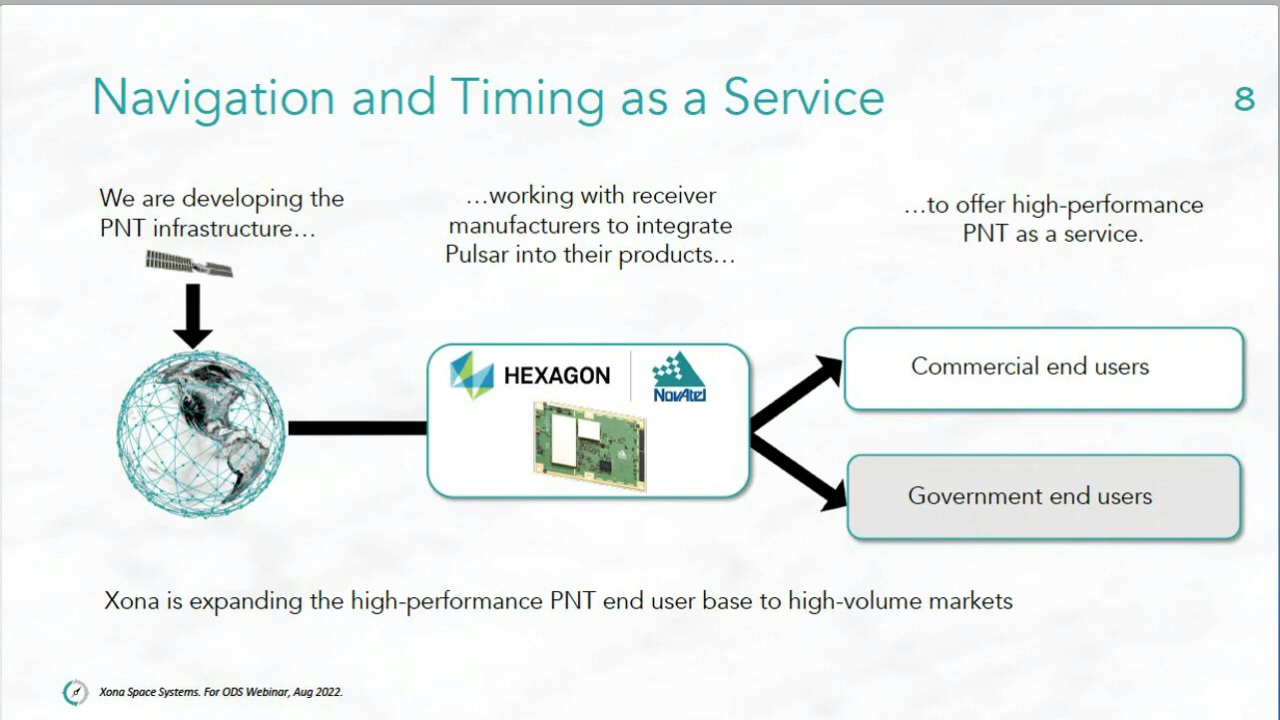 Navigation and Timing as a Service
8
We are developing the
PNT infrastructure…
…working with receiver
manufacturers to integrate
Pulsar into their products…
…to offer high-performance
PNT as a service.
HEXAGON
NovAtel
Commercial end users
Government end users
Xona is expanding the high-performance PNT end user base to high-volume markets
Xona Space Systems. For ODS Webinar, Aug 2022.